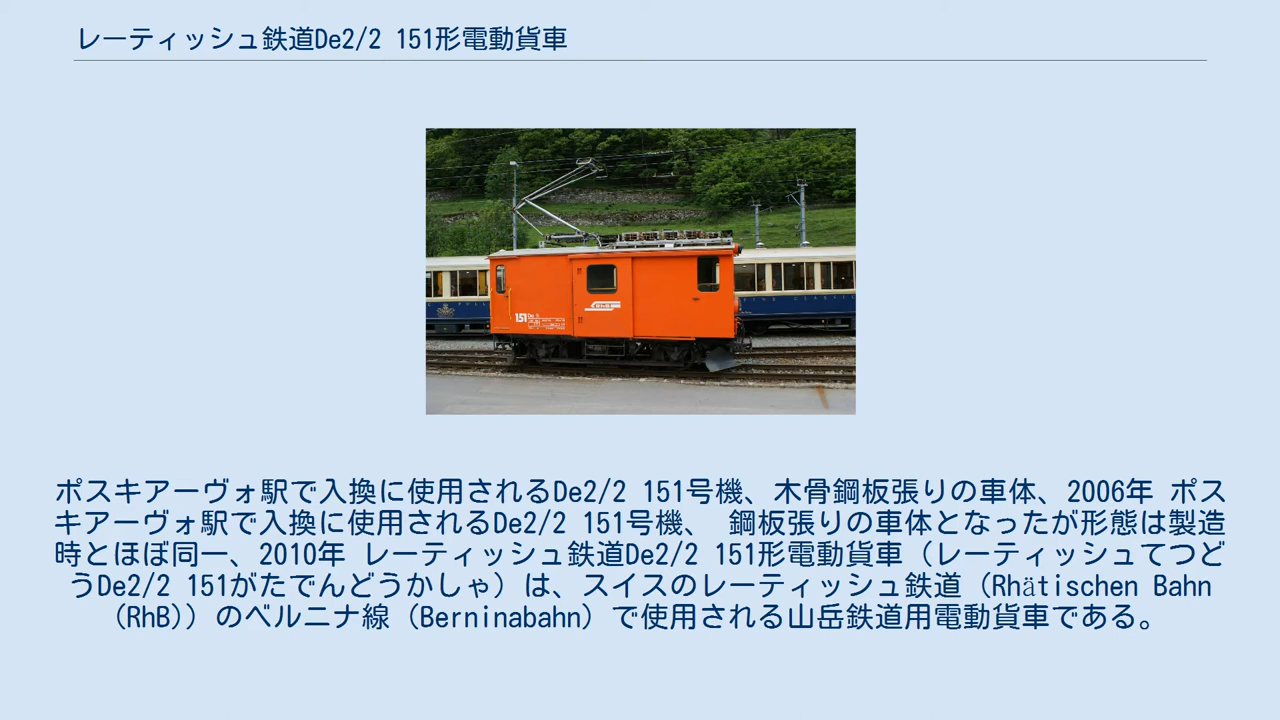 レーティッシュ鉄道De2/2 151形電動貨車
151 De
RhB
ポスキアーヴォ駅で入換に使用されるDe2/2 151号機、木骨鋼板張りの車体、2006年 ポス
キアーヴォ駅で入換に使用されるDe2/2 151号機、 鋼板張りの車体となったが形態は製造
時とほぼ同一、2010年 レーティッシュ鉄道De2/2 151形電動貨車（レーティッシュてつど
うDe2/2 151がたでんどうかしゃ）は、スイスのレーティッシュ鉄道（Rhätischen Bahn
（RhB））のベルニナ線（Berninabahn）で使用される山岳鉄道用電動貨車である。